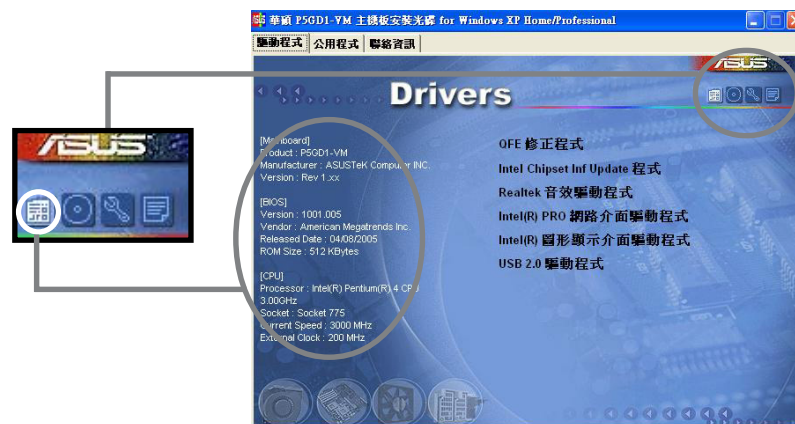 華碩 P5GD1-VM 主機板安裝光碟 for Windows XP Home/Professional
驅動程式 公用程式 聯絡資訊
ASUS
Drivers
[Motherboard]
Product : P5GD1-VM
Manufacturer : ASUSTeK Computer INC.
Version : Rev 1.xx
[BIOS]
Version : 1001.005
Vendor : American Megatrends Inc.
Released Date : 04/08/2005
ROM Size : 512 KBytes
[CPU]
Processor : Intel(R) Pentium(R) 4 CPU
3.00GHz
Socket : Socket 775
Current Speed : 3000 MHz
External Clock : 200 MHz
QFE 修正程式
Intel Chipset Inf Update 程式
Realtek 音效驅動程式
Intel(R) PRO 網路介面驅動程式
Intel(R) 圖形顯示介面驅動程式
USB 2.0 驅動程式
ASUS